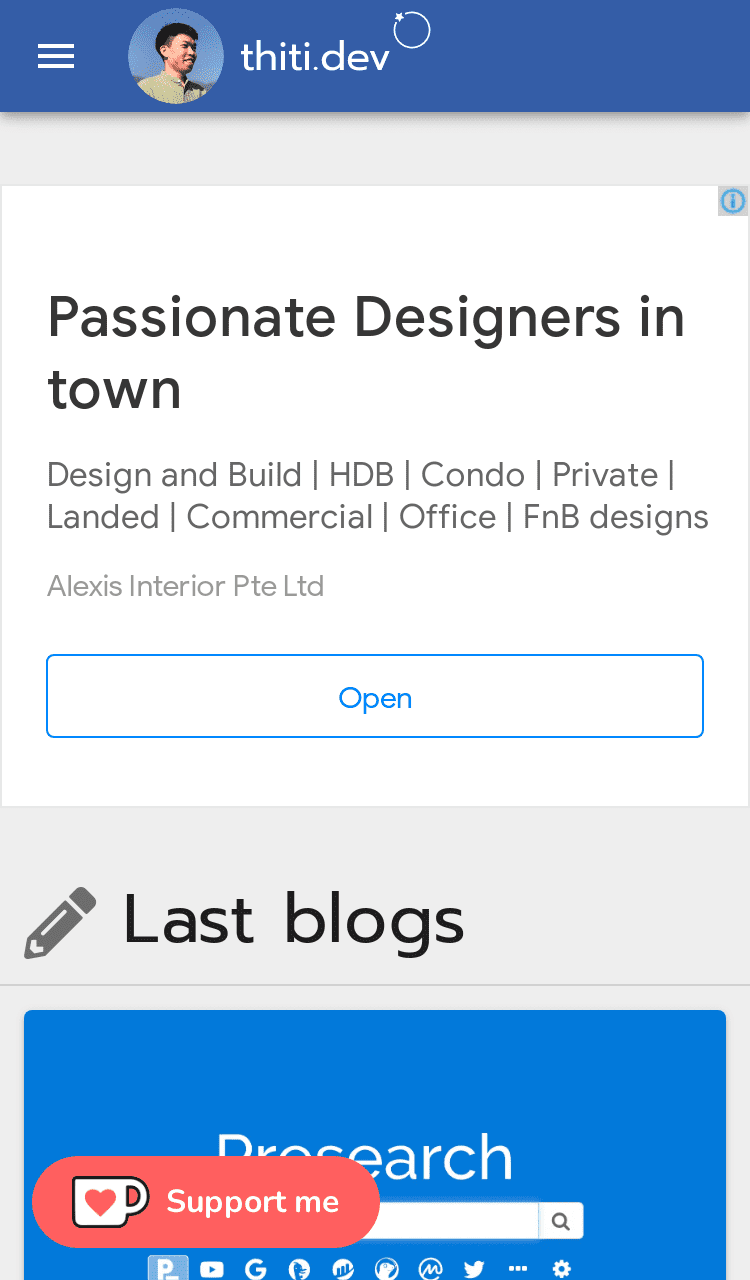 thiti.dev
Passionate Designers in
town
Design and Build | HDB | Condo | Private |
Landed | Commercial | Office | FnB designs
Alexis Interior Pte Ltd
Open
Last blogs
Prosearch
Support me